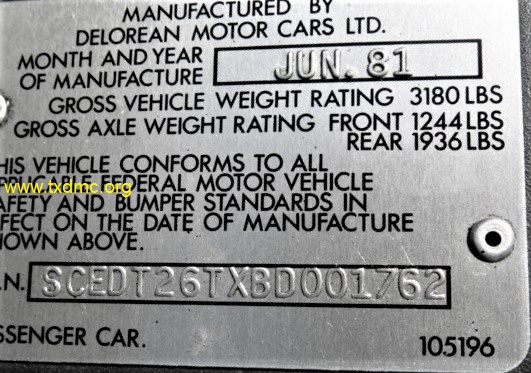 MANUFACTURED BY
DELOREAN MOTOR CARS LTD.
MONTH AND YEAR
OF MANUFACTURE JUN. 81
GROSS VEHICLE WEIGHT RATING 3180 LBS
GROSS AXLE WEIGHT RATING FRONT 1244 LBS
REAR 1936 LBS
HIS VEHICLE CONFORMS TO ALL
PPLICABLE FEDERAL MOTOR VEHICLE
www.txdmc.org
AFETY AND BUMPER STANDARDS IN
FFECT ON THE DATE OF MANUFACTURE
HOWN ABOVE.
.N. SCEDT26TXBD001762
SSENGER CAR.
105196